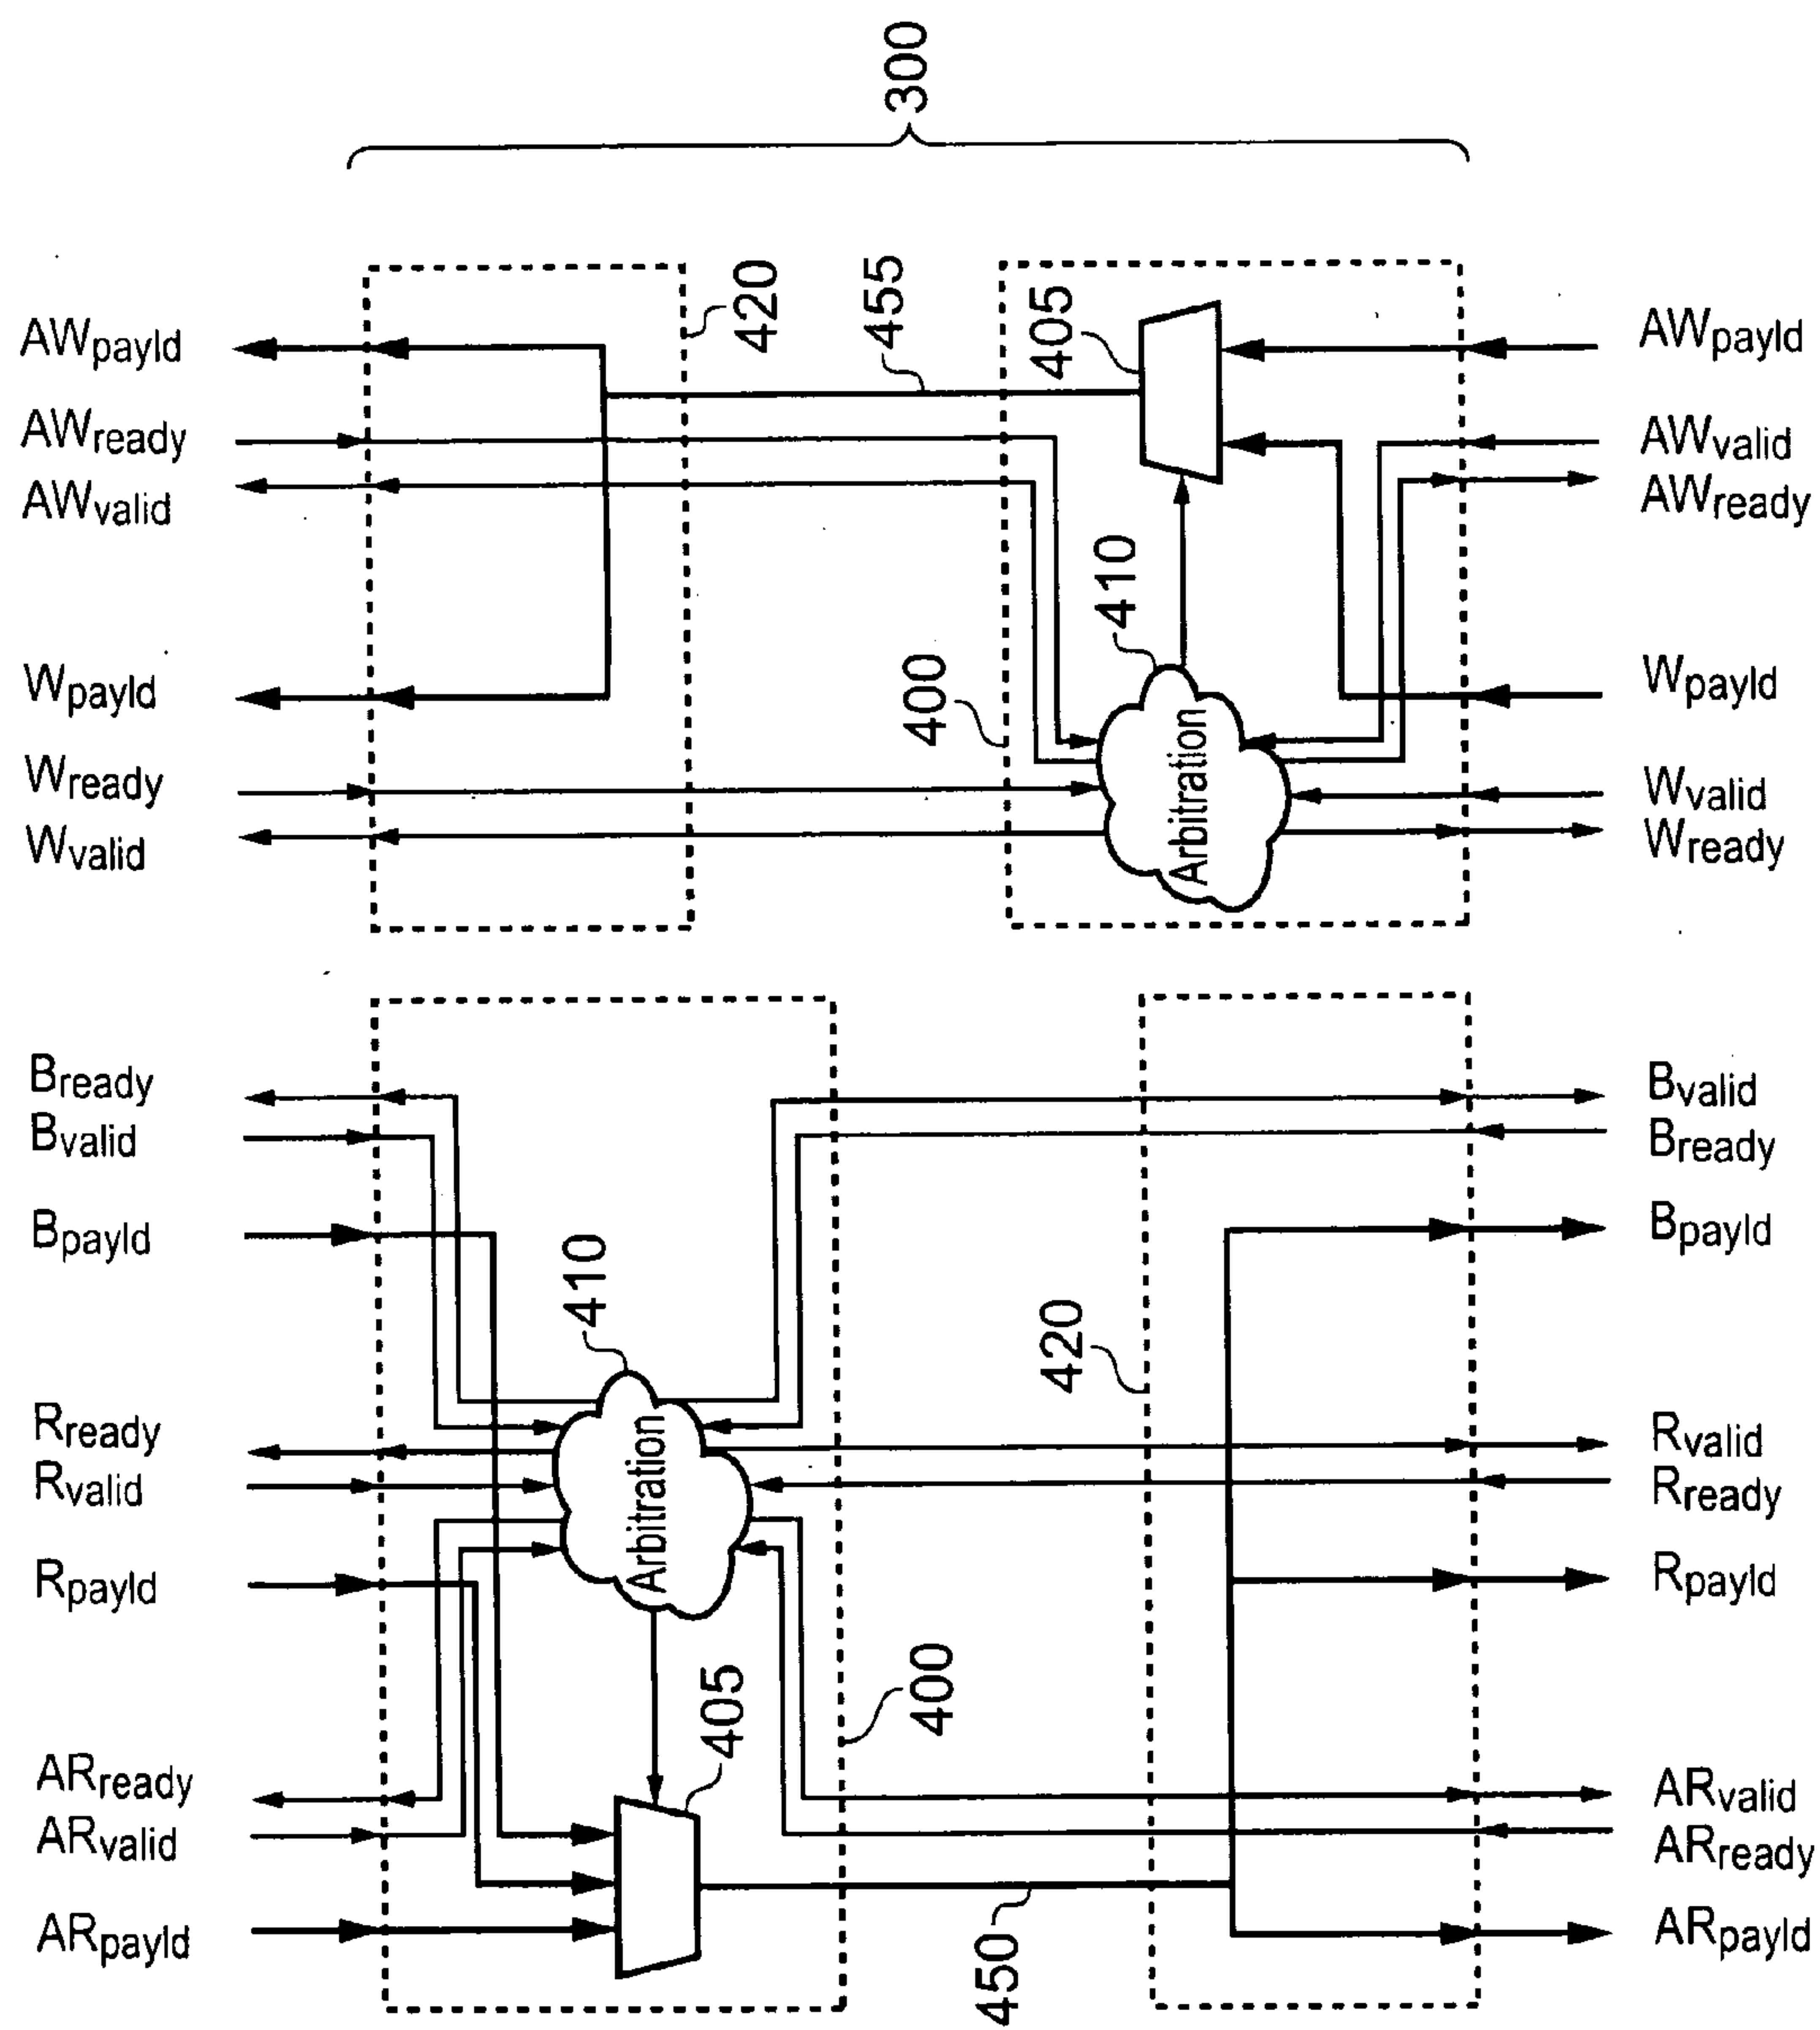 AWpayld
AWready
AWvalid
Wpayld
Wready
Wvalid
Bready
Bvalid
Bpayld
Rready
Rvalid
Rpayld
ARready
ARvalid
ARpayld
300
420
455
405
410
400
Arbitration
410
Arbitration
405
400
420
450
AWpayld
AWvalid
AWready
Wpayld
Wvalid
Wready
Bvalid
Bready
Bpayld
Rvalid
Rready
Rpayld
ARvalid
ARready
ARpayld